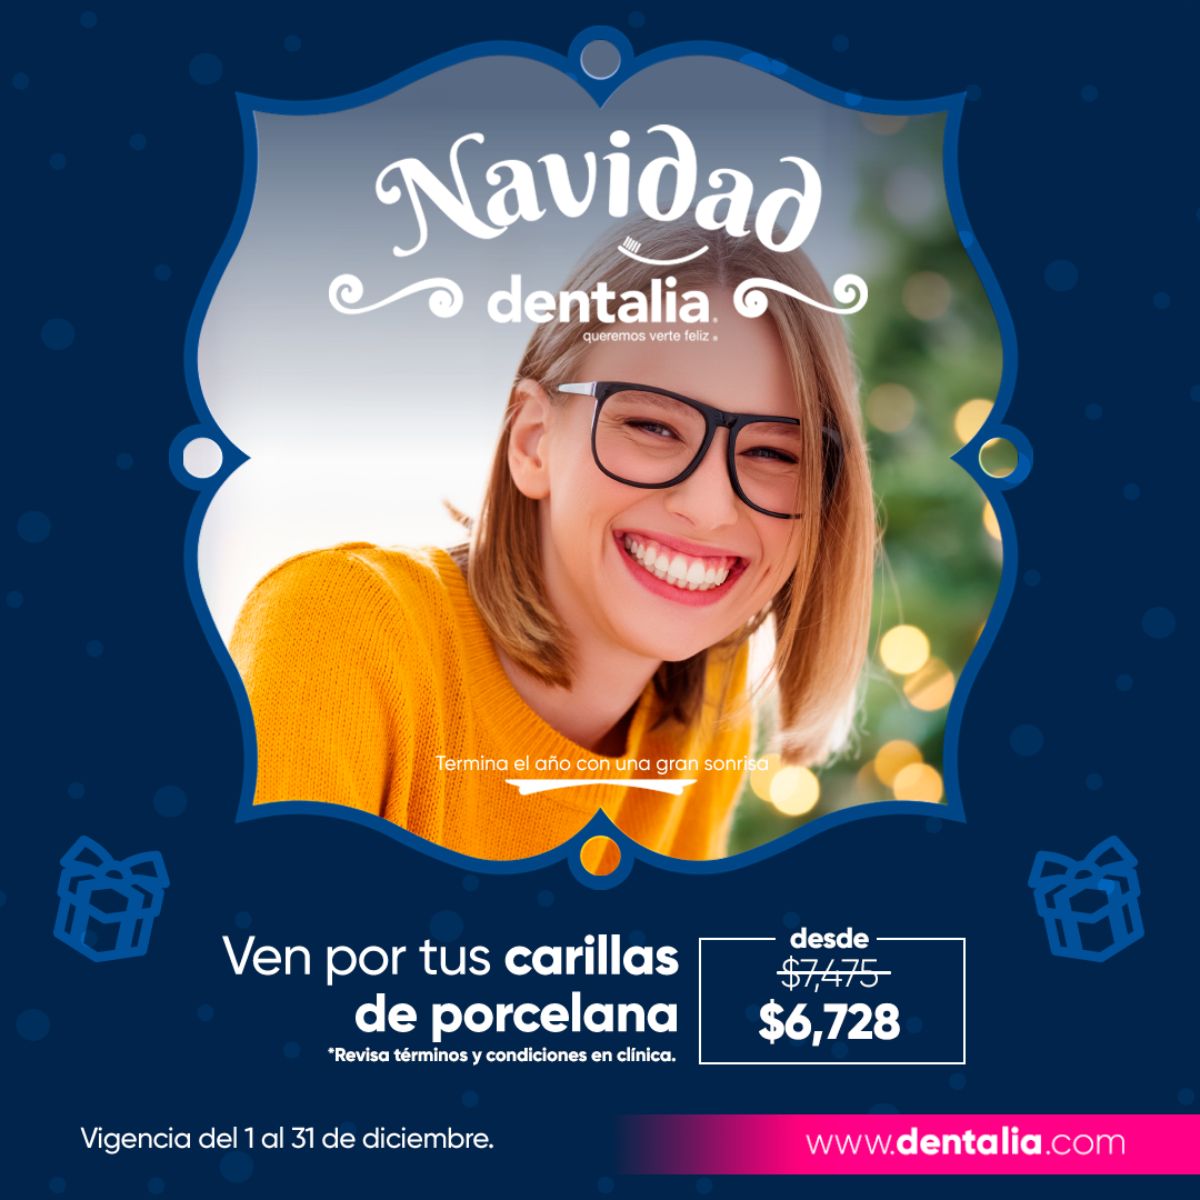 Navidad
dentalia®
queremos verte feliz ®
Termina el año con una gran sonrisa
Ven por tus carillas
de porcelana
*Revisa términos y condiciones en clínica.
desde
$7,475
$6,728
Vigencia del 1 al 31 de diciembre.
www.dentalia.com